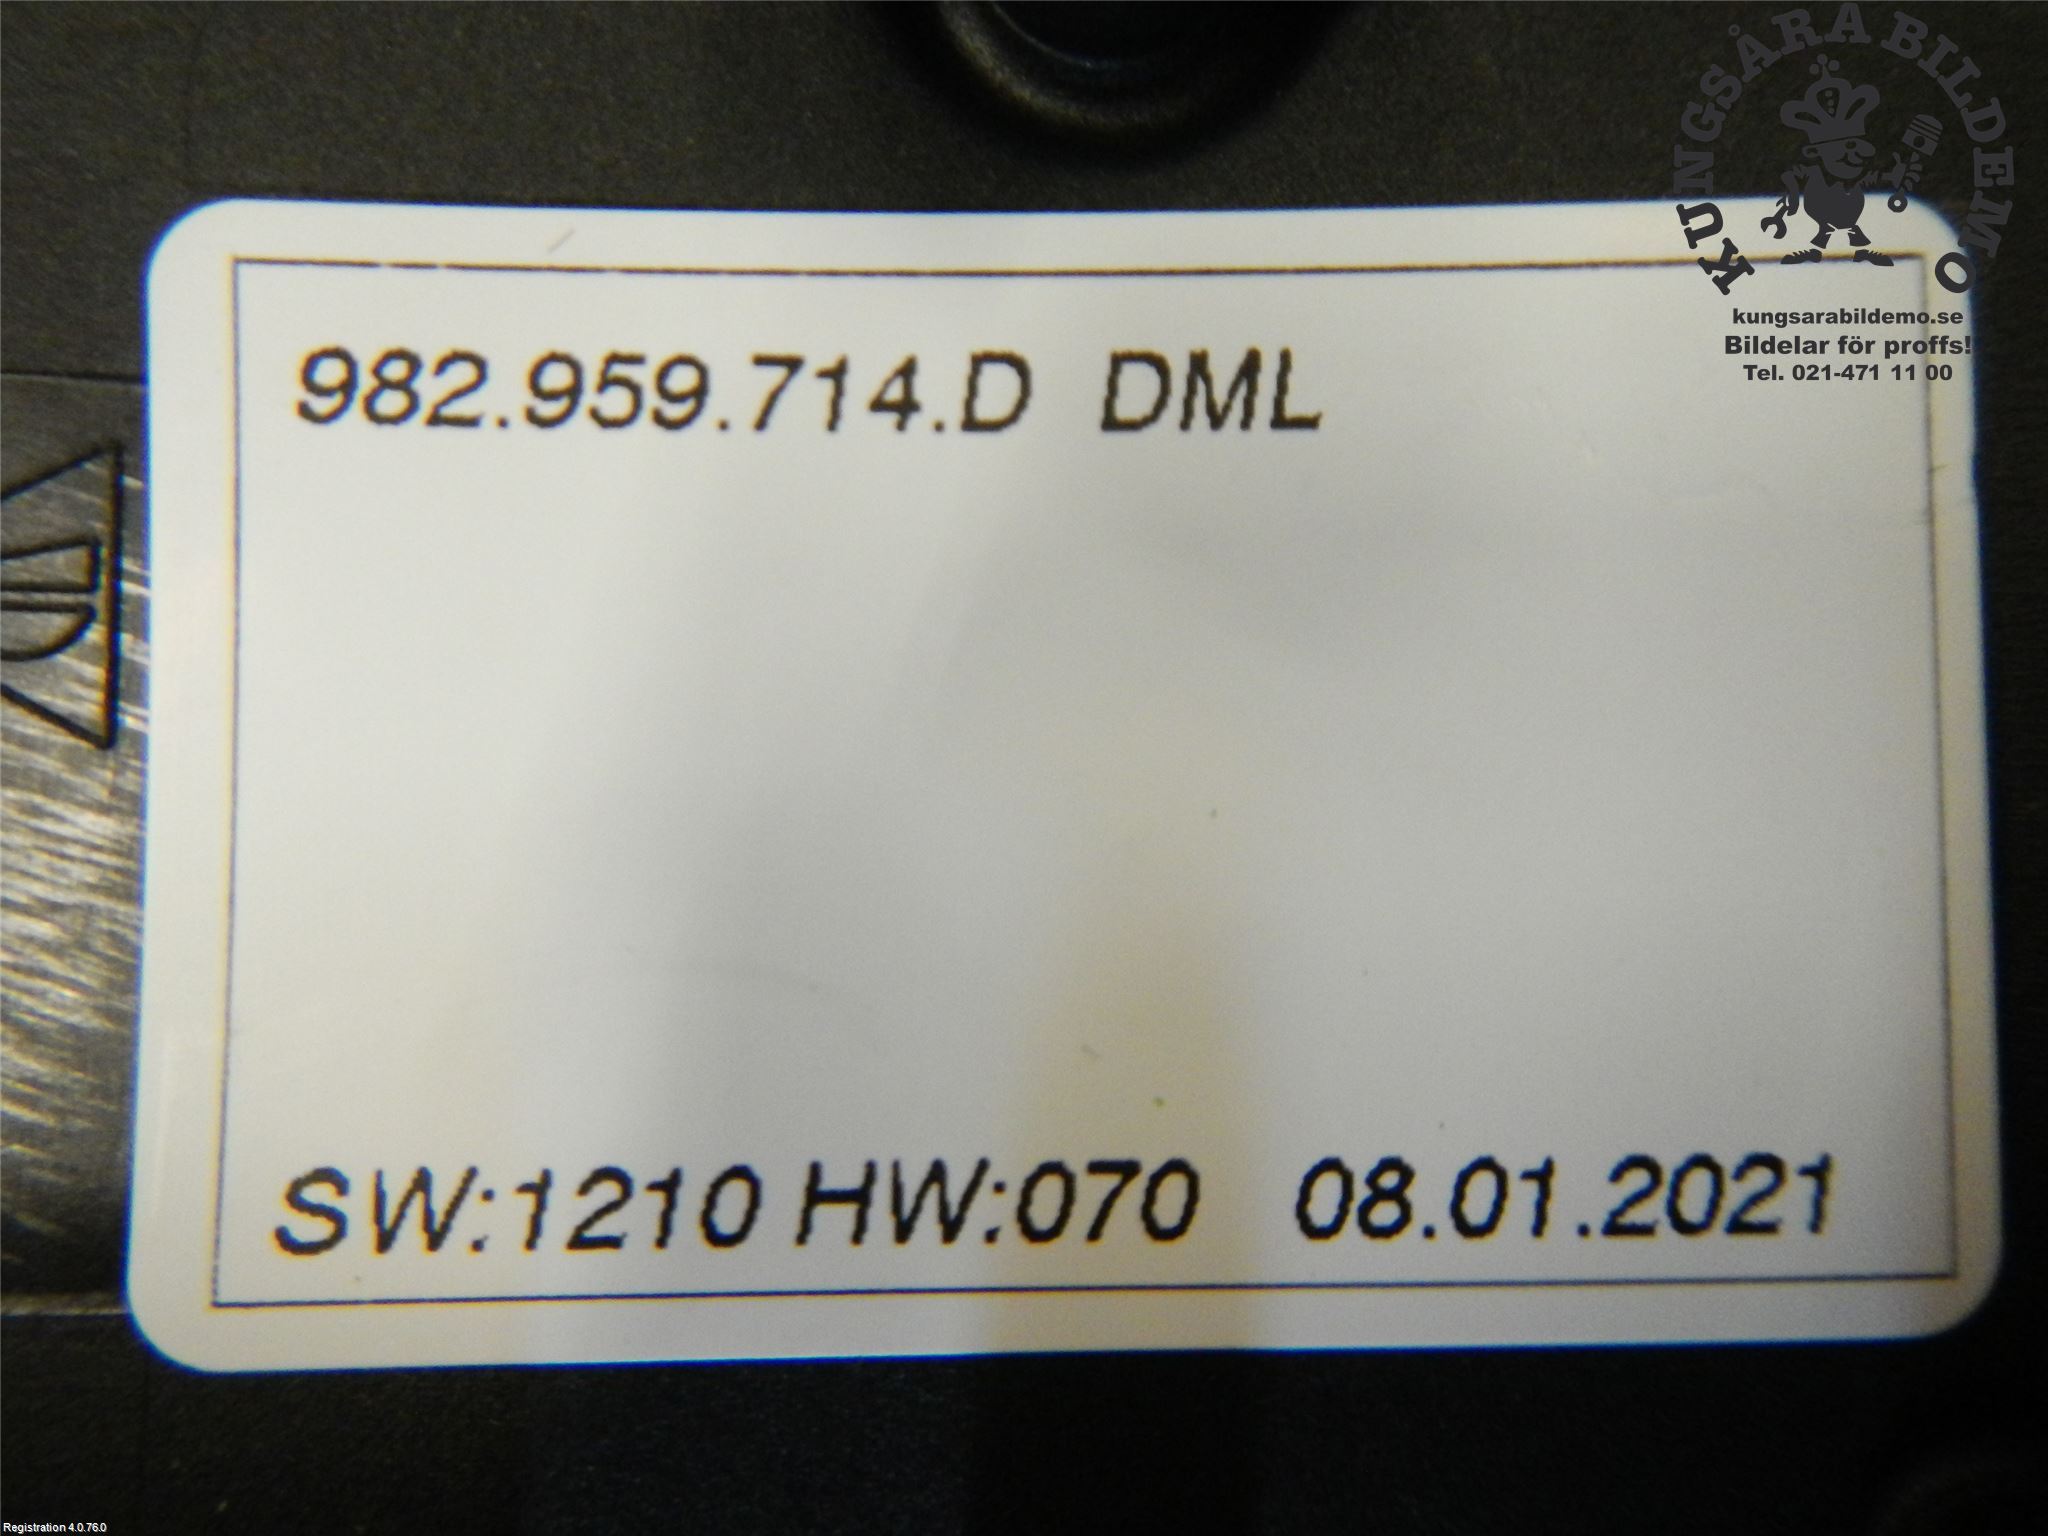 KUNGSÅRA BILDEMO
kungsarabildemo.se
Bildelar för proffs!
Tel. 021-471 11 00
982.959.714.D DML
SW:1210 HW:070 08.01.2021
Registration 4.0.76.0